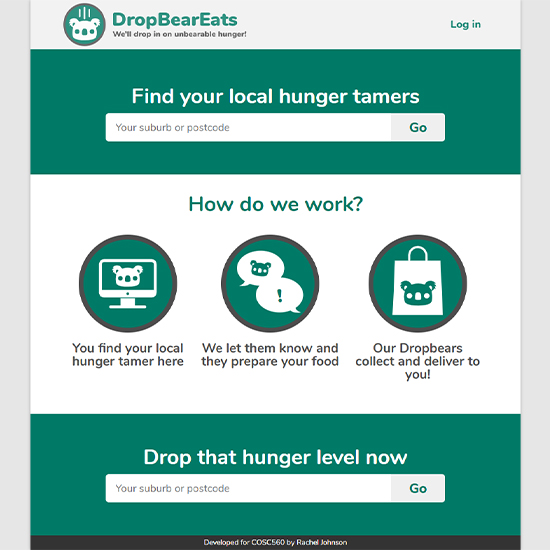 DropBearEats
We'll drop in on unbearable hunger!
Log in
Find your local hunger tamers
Your suburb or postcode
Go
How do we work?
You find your local
hunger tamer here
We let them know and
they prepare your food
!
Our Dropbears
collect and deliver to
you!
Drop that hunger level now
Your suburb or postcode
Go
Developed for COSC560 by Rachel Johnson